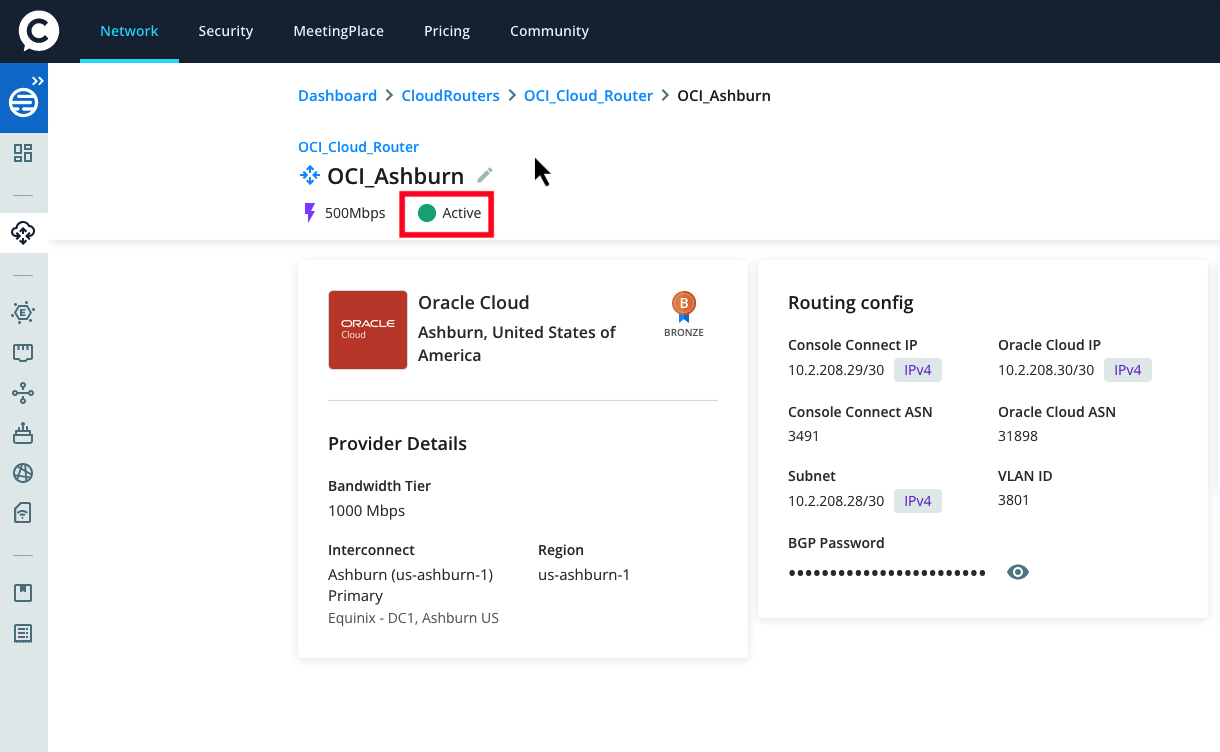 C
Network Security MeetingPlace Pricing Community
Dashboard > CloudRouters > OCI_Cloud_Router > OCI_Ashburn
OCI_Cloud_Router
OCI_Ashburn
500Mbps Active
ORACLE
Cloud
Oracle Cloud
Ashburn, United States of
America
B
BRONZE
Provider Details
Bandwidth Tier
1000 Mbps
Interconnect
Ashburn (us-ashburn-1)
Primary
Equinix - DC1, Ashburn US
Region
us-ashburn-1
Routing config
Console Connect IP
10.2.208.29/30 IPv4
Oracle Cloud IP
10.2.208.30/30 IPv4
Console Connect ASN
3491
Oracle Cloud ASN
31898
Subnet
10.2.208.28/30 IPv4
VLAN ID
3801
BGP Password
••••••••••••••••••••••••
E